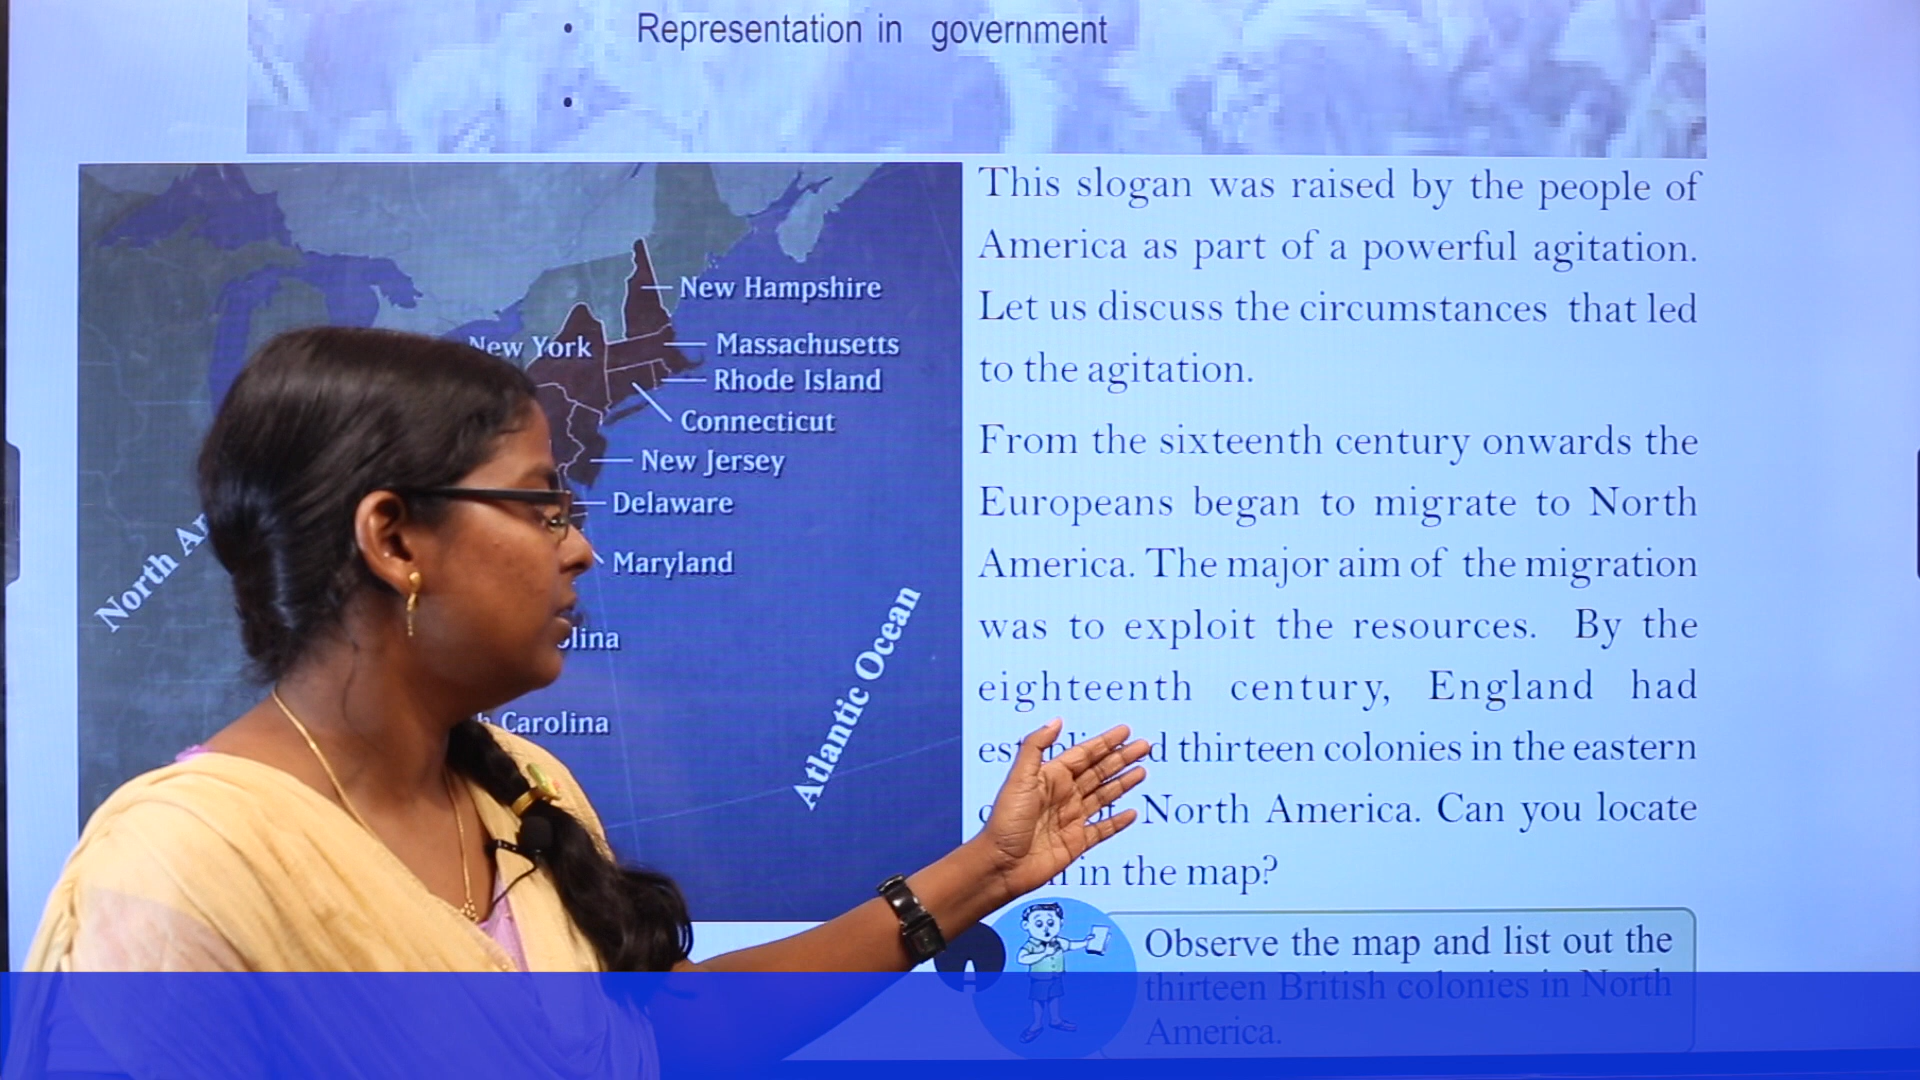 • Representation in government
•
New Hampshire
New York
Massachusetts
Rhode Island
Connecticut
New Jersey
Delaware
Maryland
Carolina
North
Atlantic Ocean
This slogan was raised by the people of
America as part of a powerful agitation.
Let us discuss the circumstances that led
to the agitation.
From the sixteenth century onwards the
Europeans began to migrate to North
America. The major aim of the migration
was to exploit the resources. By the
eighteenth century, England had
thirteen colonies in the eastern
North America. Can you locate
in the map?
Observe the map and list out the
thirteen British colonies in North
America.